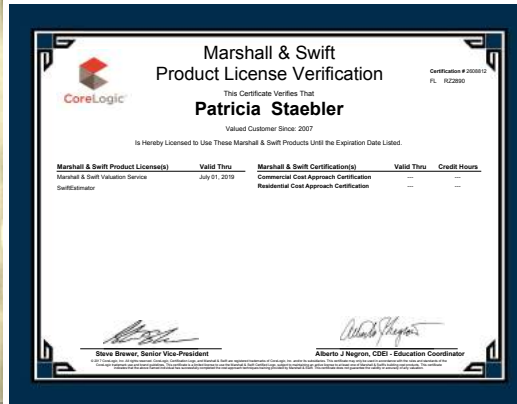 CoreLogic
Marshall & Swift
Product License Verification
Certification # 2608812
FL RZ2890
This Certificate Verifies That
Patricia Staebler
Valued Customer Since: 2007
Is Hereby Licensed to Use These Marshall & Swift Products Until the Expiration Date Listed.
Marshall & Swift Product License(s) Valid Thru Marshall & Swift Certification(s) Valid Thru Credit Hours
Marshall & Swift Valuation Service July 01, 2019 Commercial Cost Approach Certification --- ---
SwiftEstimator Residential Cost Approach Certification --- ---
Steve Brewer, Senior Vice-President Alberto J Negron, CDEI - Education Coordinator